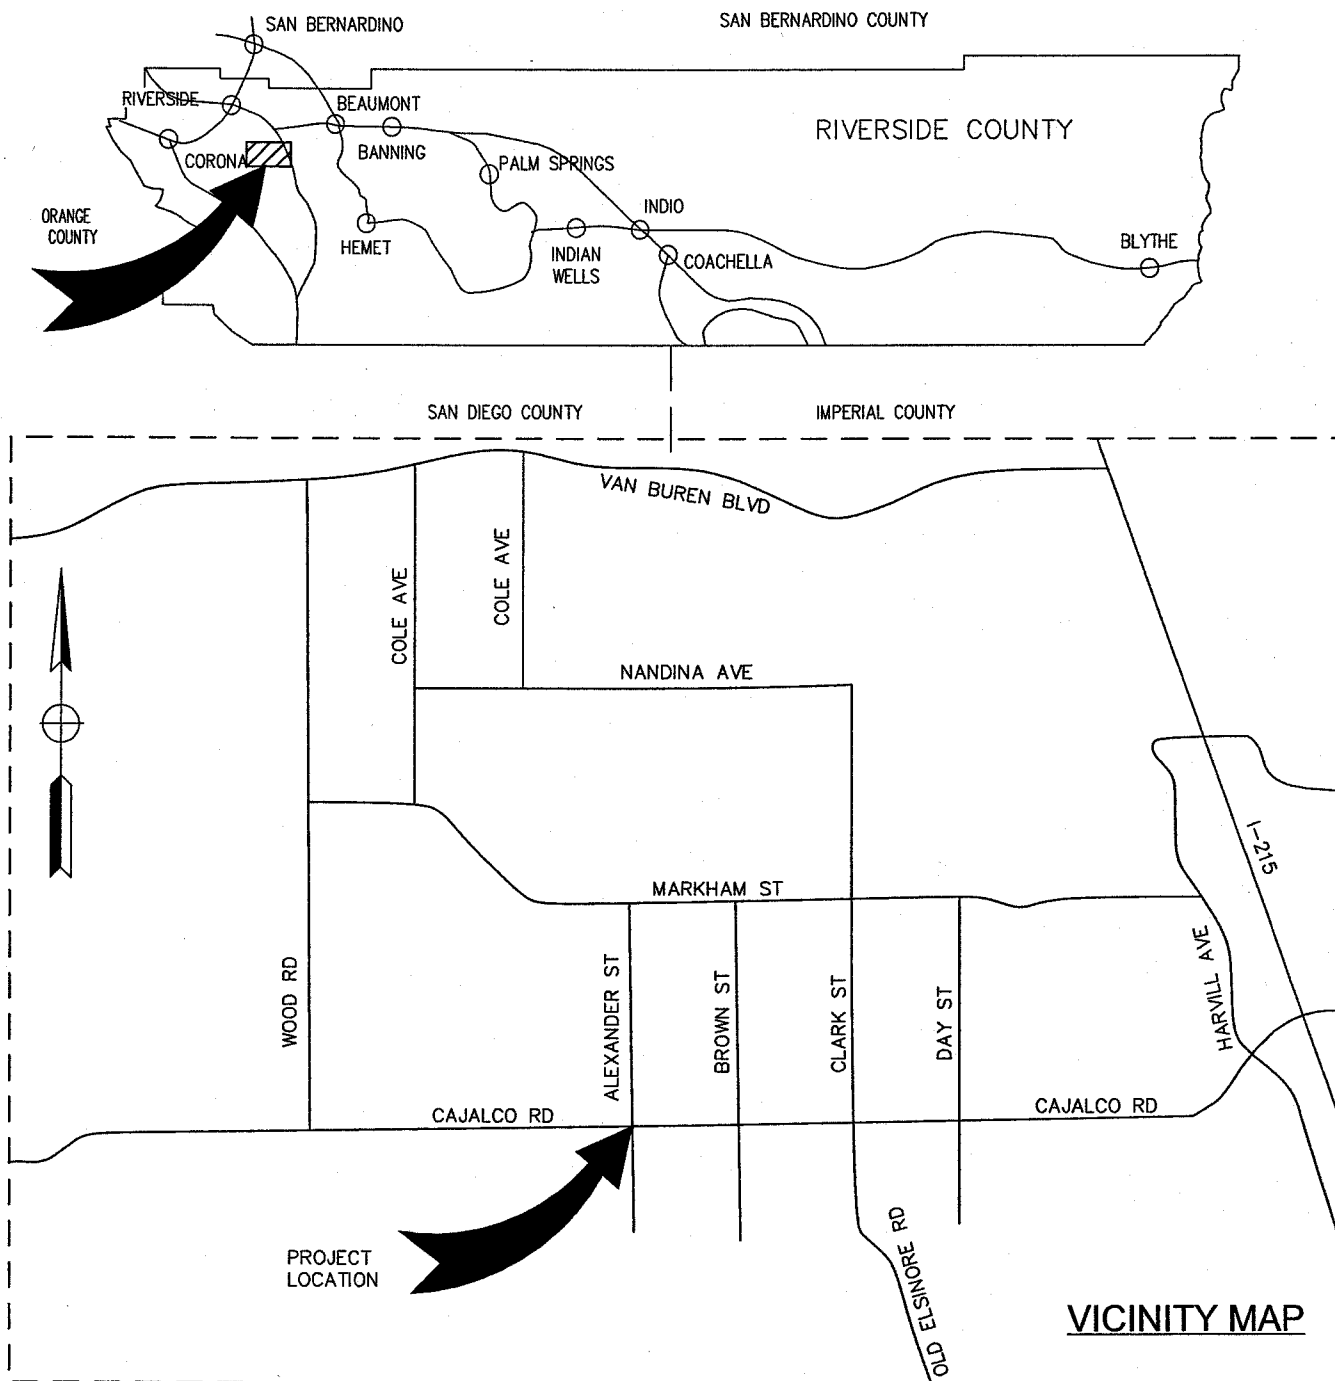 SAN BERNARDINO
SAN BERNARDINO COUNTY
RIVERSIDE
BEAUMONT
RIVERSIDE COUNTY
CORONA
BANNING
PALM SPRINGS
ORANGE
COUNTY
HEMET
INDIO
INDIAN
WELLS
COACHELLA
BLYTHE
SAN DIEGO COUNTY
IMPERIAL COUNTY
VAN BUREN BLVD
COLE AVE
COLE AVE
NANDINA AVE
I-215
MARKHAM ST
WOOD RD
ALEXANDER ST
BROWN ST
CLARK ST
DAY ST
HARVILL AVE
CAJALCO RD
CAJALCO RD
PROJECT
LOCATION
OLD ELSINORE RD
VICINITY MAP